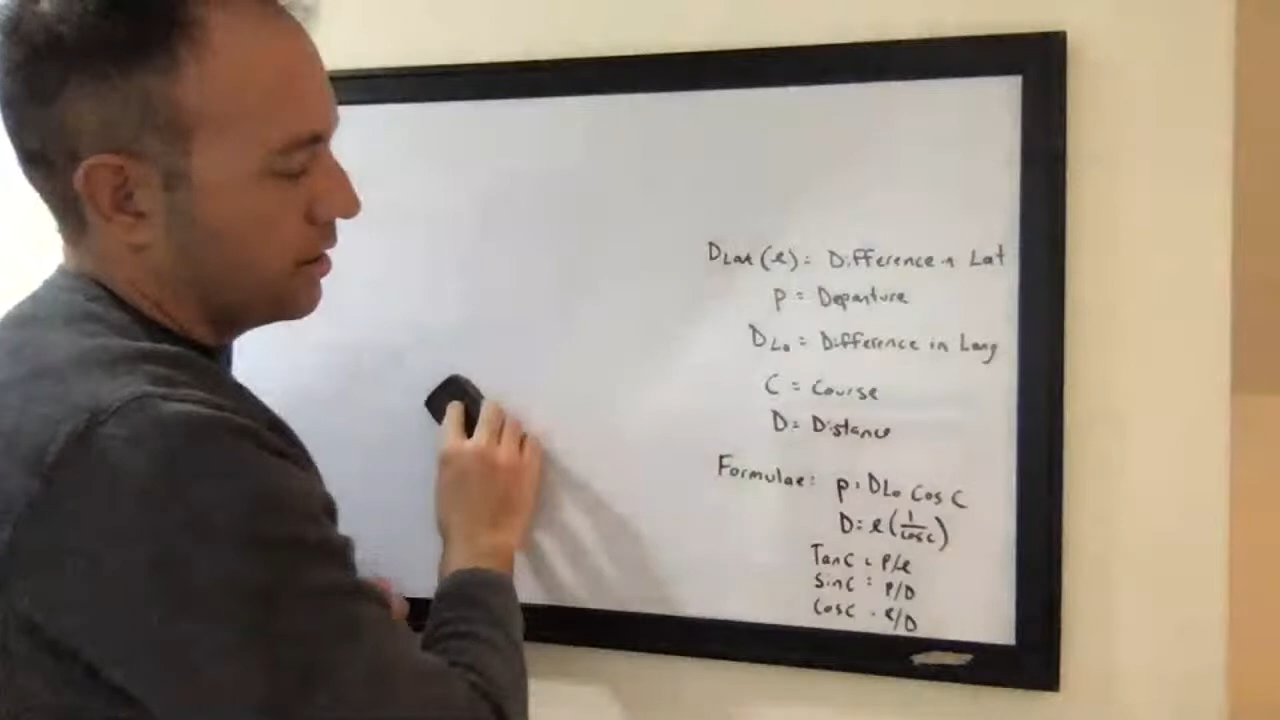 DLat (l) = Difference in Lat
p = Departure
DLo = Difference in Long
C = Course
D = Distance
Formulae: p = DLo Cos C
D = l (1/cosc)
TanC = P/l
SinC = P/D
CosC = l/D